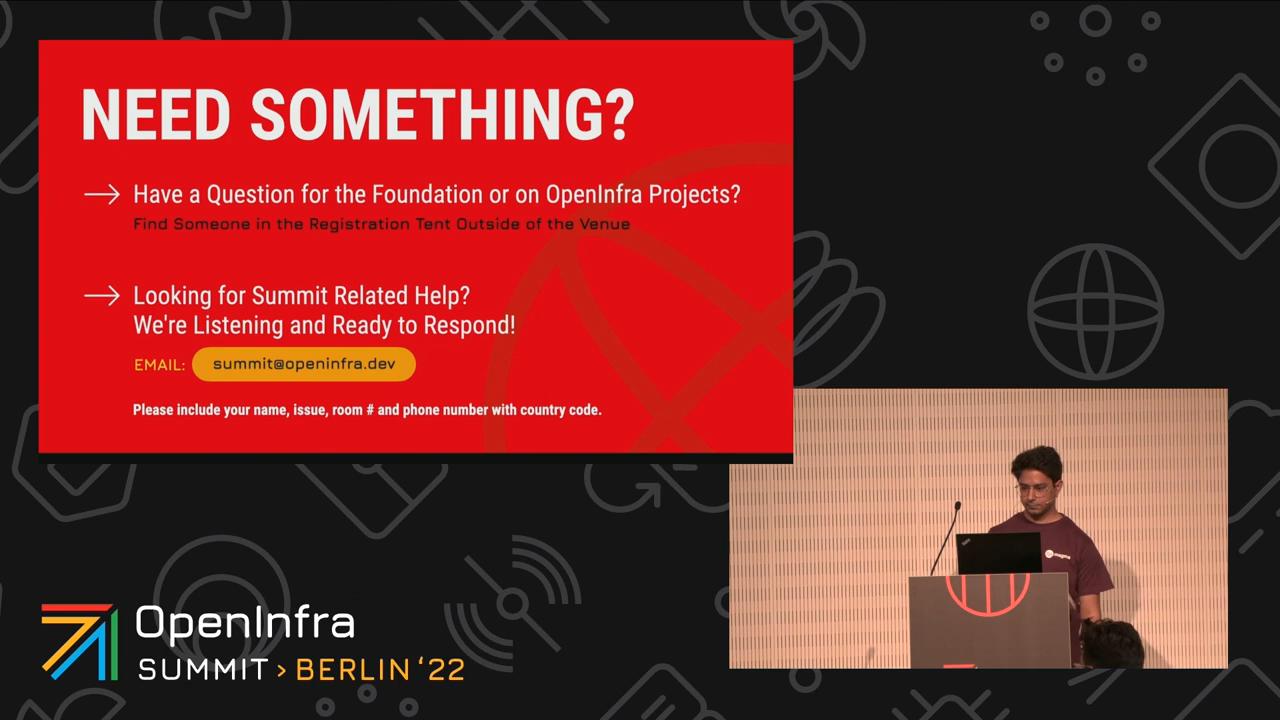 NEED SOMETHING?
Have a Question for the Foundation or on OpenInfra Projects?
Find Someone in the Registration Tent Outside of the Venue
Looking for Summit Related Help?
We're Listening and Ready to Respond!
EMAIL: summit@openinfra.dev
Please include your name, issue, room # and phone number with country code.
OpenInfra
SUMMIT > BERLIN '22